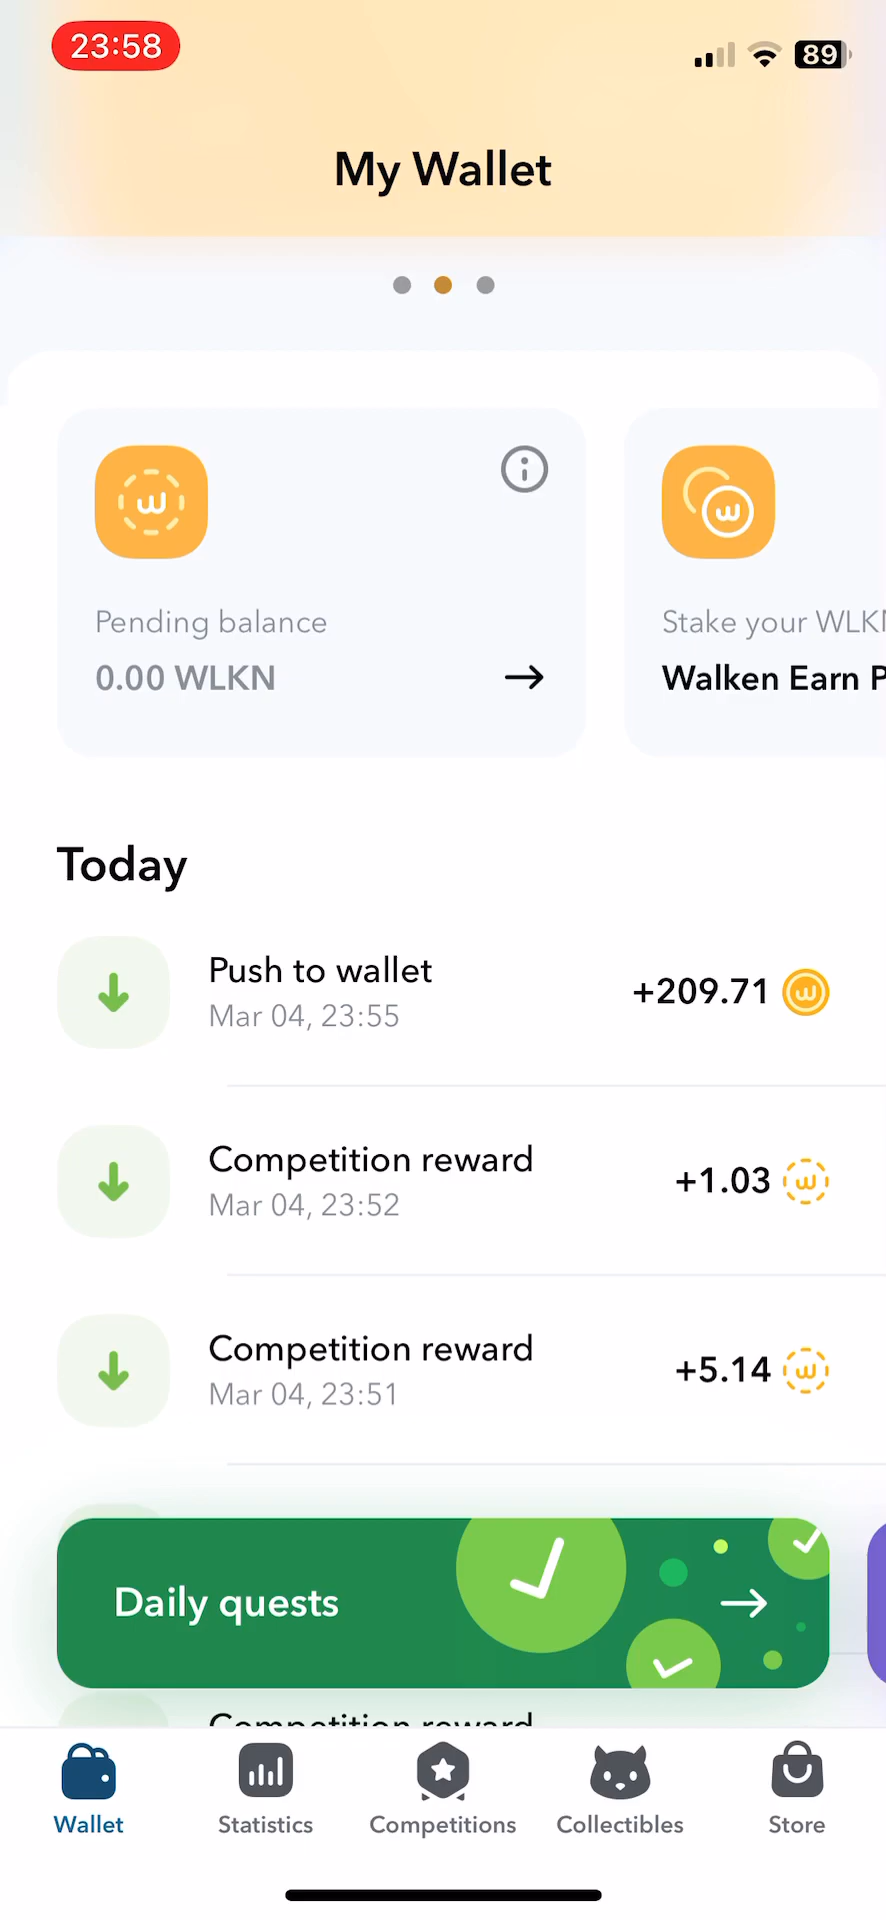 23:58
89
My Wallet
Pending balance
0.00 WLKN
Stake your WLKN
Walken Earn P
Today
Push to wallet
+209.71
Mar 04, 23:55
Competition reward
+1.03
Mar 04, 23:52
Competition reward
+5.14
Mar 04, 23:51
Daily quests
Competition reward
Wallet
Statistics
Competitions
Collectibles
Store